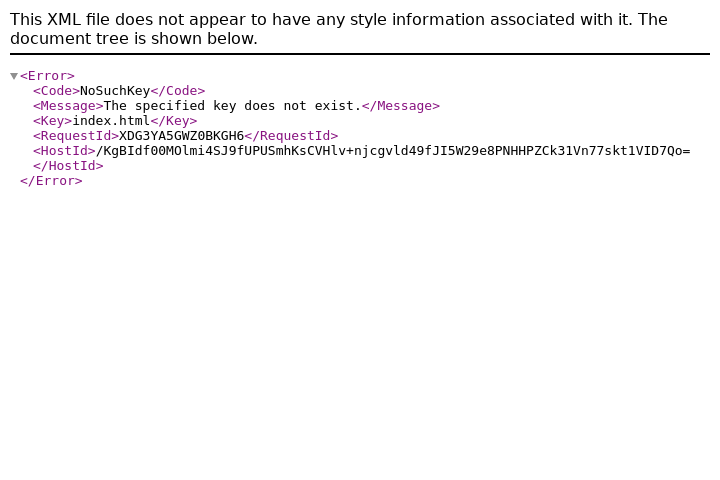 This XML file does not appear to have any style information associated with it. The
document tree is shown below.
<Error>
<Code>NoSuchKey</Code>
<Message>The specified key does not exist.</Message>
<Key>index.html</Key>
<RequestId>XDG3YA5GWZ0BKGH6</RequestId>
<HostId>/KgBIdf00MOlmi4SJ9fUPUSmhKsCVHlv+njcgvld49fJI5W29e8PNHHPZCk31Vn77skt1VID7Qo=
</HostId>
</Error>